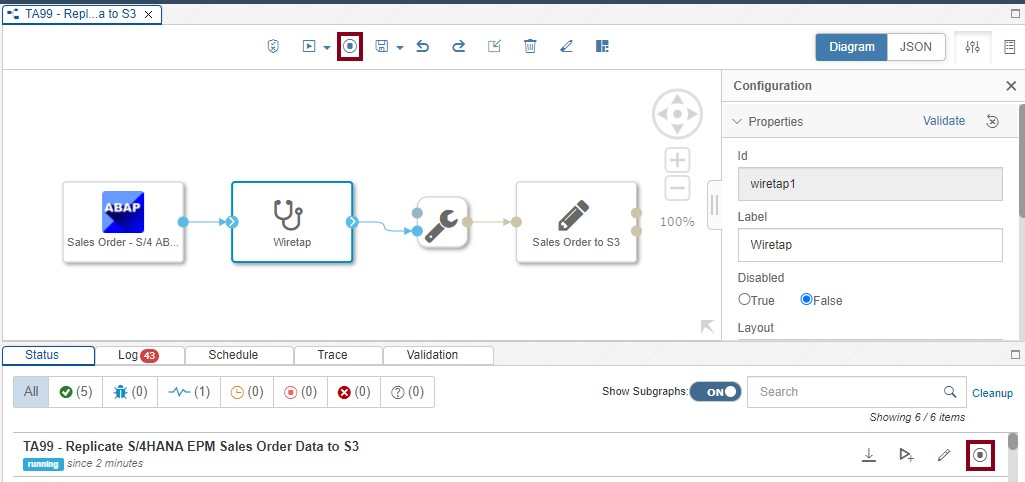 TA99 - Repl...a to S3
Diagram JSON
Configuration
Properties Validate
Id
wiretap1
Label
Wiretap
Disabled
True False
Layout
ABAP
Sales Order - S/4 AB...
Wiretap
Sales Order to S3
100%
Status Log 43 Schedule Trace Validation
All (5) (0) (1) (0) (0) (0) (0) Show Subgraphs: ON Search Cleanup
Showing 6 / 6 items
TA99 - Replicate S/4HANA EPM Sales Order Data to S3
running since 2 minutes